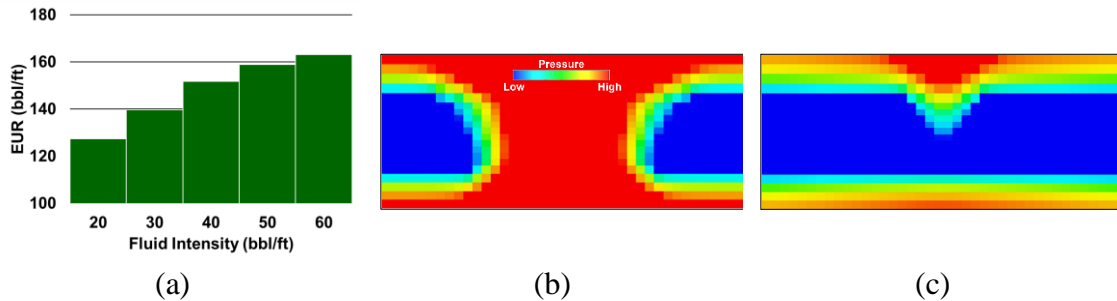 180
160
140
120
100
EUR (bbl/ft)
20 30 40 50 60
Fluid Intensity (bbl/ft)
Pressure
Low High
(a) (b) (c)